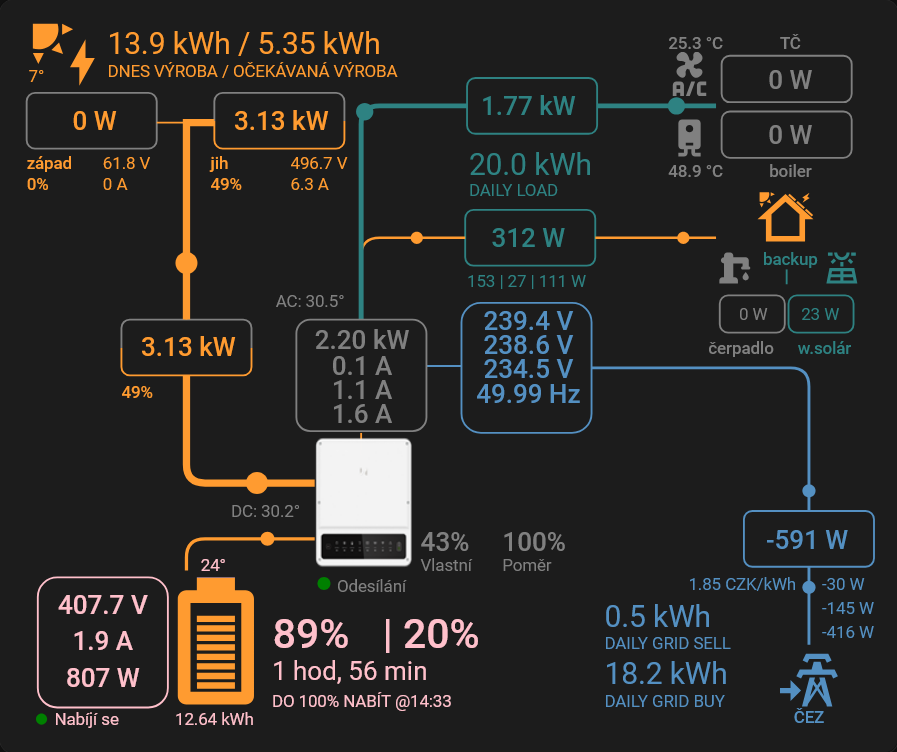 13.9 kWh / 5.35 kWh
DNES VÝROBA / OČEKÁVANÁ VÝROBA
7°
0 W
3.13 kW
západ 61.8 V
0% 0 A
jih 496.7 V
49% 6.3 A
1.77 kW
20.0 kWh
DAILY LOAD
25.3 °C
A/C
TČ
0 W
0 W
48.9 °C
boiler
312 W
153 | 27 | 111 W
backup
|
0 W
23 W
čerpadlo
w.solár
AC: 30.5°
2.20 kW
0.1 A
1.1 A
1.6 A
239.4 V
238.6 V
234.5 V
49.99 Hz
3.13 kW
49%
DC: 30.2°
43%
Vlastní
100%
Poměr
Odesílání
-591 W
1.85 CZK/kWh
-30 W
-145 W
-416 W
24°
407.7 V
1.9 A
807 W
Nabíjí se
12.64 kWh
89% | 20%
1 hod, 56 min
DO 100% NABÍT @14:33
0.5 kWh
DAILY GRID SELL
18.2 kWh
DAILY GRID BUY
ČEZ